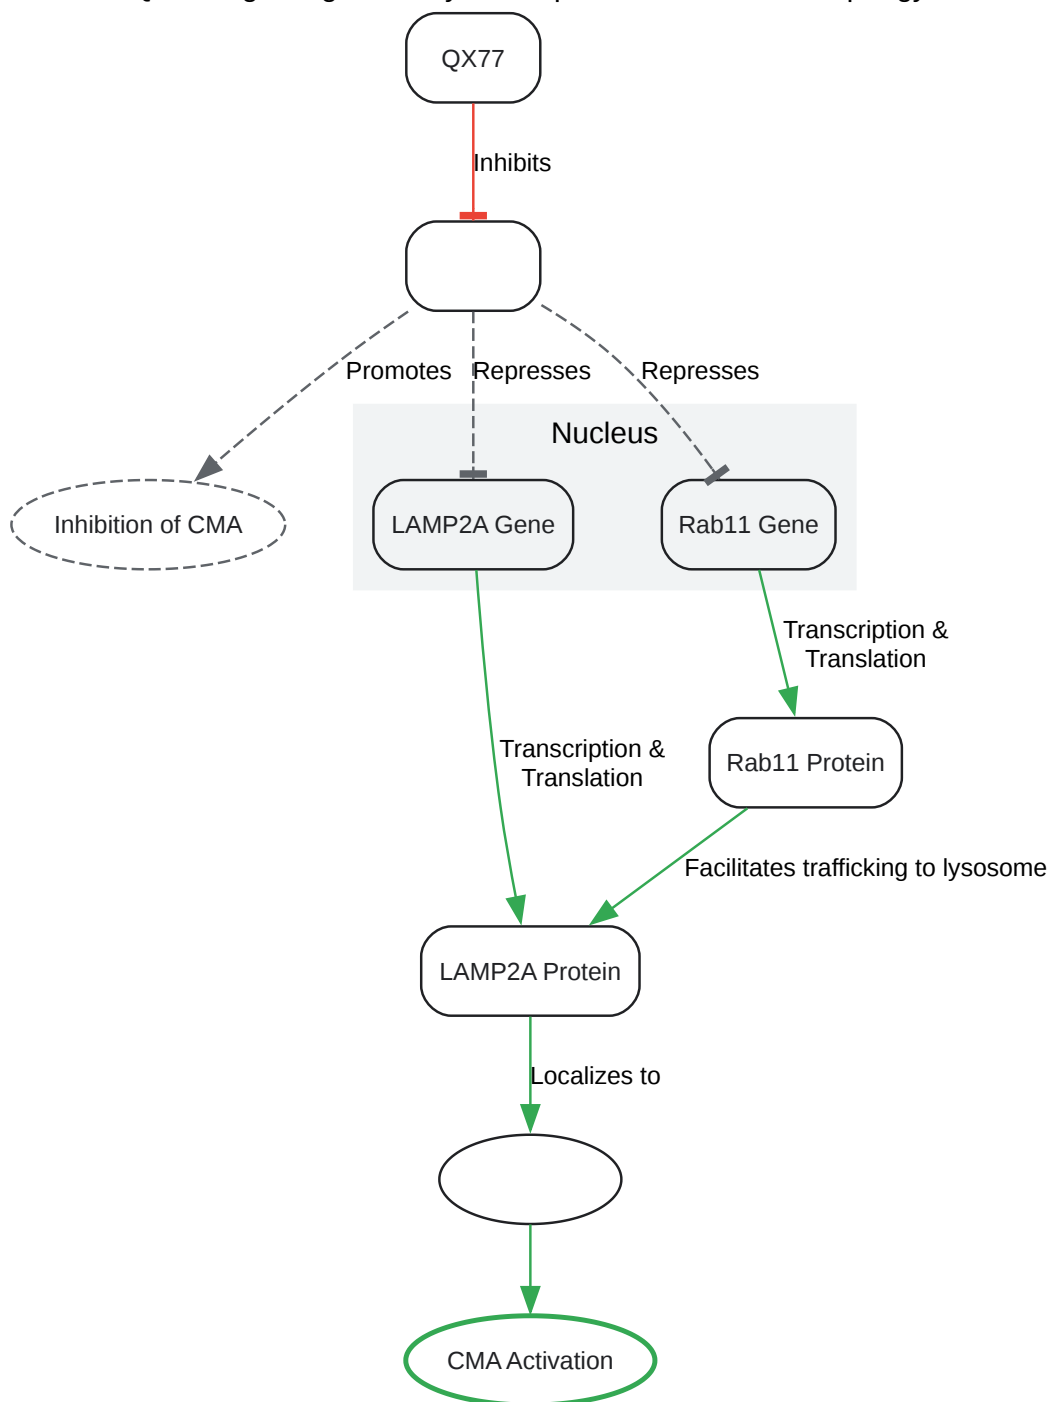 QX77
Inhibits
Promotes
Represses
Represses
Nucleus
Inhibition of CMA
LAMP2A Gene
Rab11 Gene
Transcription &
Translation
Transcription &
Translation
Rab11 Protein
Facilitates trafficking to lysosome
LAMP2A Protein
Localizes to
CMA Activation